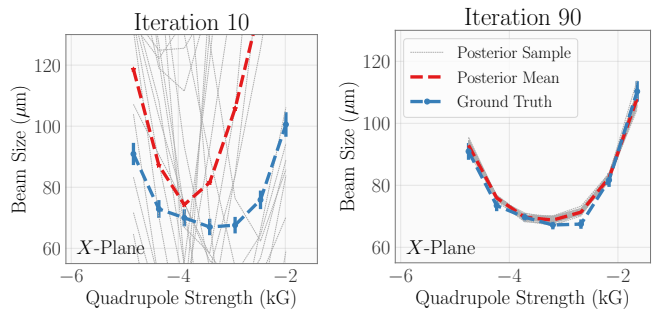 Iteration 10
120
100
80
60
Beam Size (μm)
X-Plane
−6
−4
−2
Quadrupole Strength (kG)
Iteration 90
Posterior Sample
Posterior Mean
Ground Truth
120
100
80
60
Beam Size (μm)
X-Plane
−6
−4
−2
Quadrupole Strength (kG)